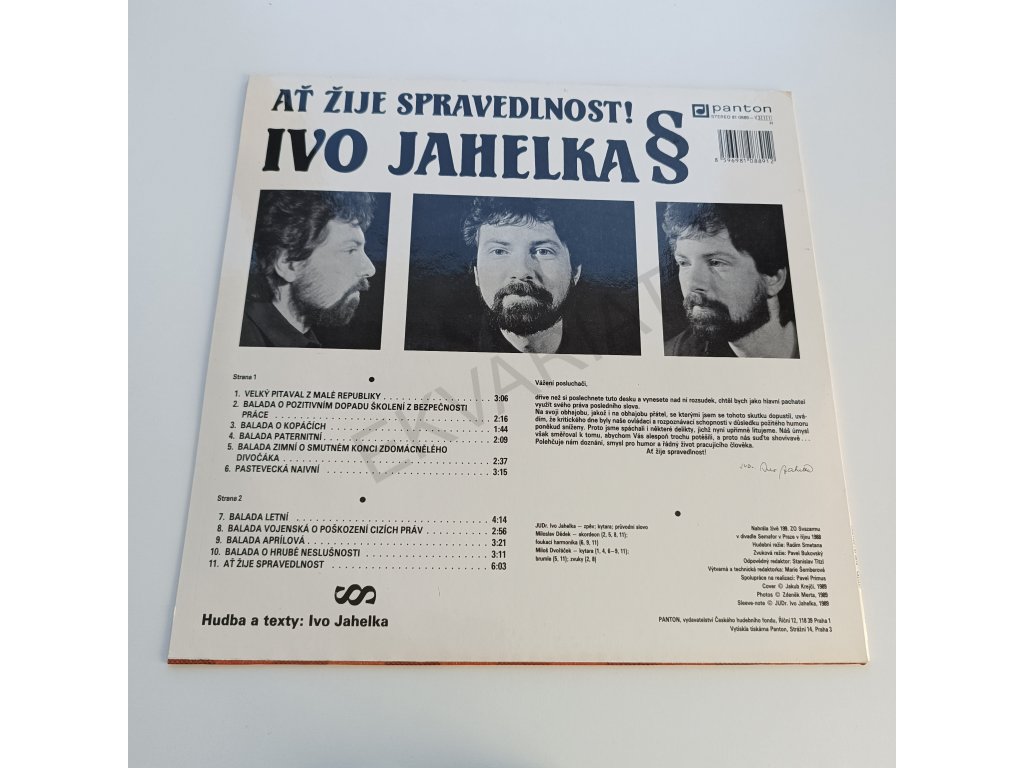 AŤ ŽIJE SPRAVEDLNOST!
IVO JAHELKA §
panton
STEREO 81
8 596981 088912
EKVARIAT
Strana 1
1. VELKÝ PITAVAL Z MALÉ REPUBLIKY 3:06
2. BALADA O POZITIVNÍM DOPADU ŠKOLENÍ Z BEZPEČNOSTI
PRÁCE 2:16
3. BALADA O KOPÁČÍCH 1:44
4. BALADA PATERNITNÍ 2:09
5. BALADA ZIMNÍ O SMUTNÉM KONCI ZDOMÁCNĚLÉHO
DIVOČÁKA 2:37
6. PASTEVECKÁ NAIVNÍ 3:15
Strana 2
7. BALADA LETNÍ 4:14
8. BALADA VOJENSKÁ O POŠKOZENÍ CIZÍCH PRÁV 2:56
9. BALADA APRÍLOVÁ 3:21
10. BALADA O HRUBÉ NESLUŠNOSTI 3:11
11. AŤ ŽIJE SPRAVEDLNOST 6:03
Hudba a texty: Ivo Jahelka
Vážení posluchači,
dříve než si poslechnete tuto desku a vynesete nad ní rozsudek, chtěl bych jako hlavní pachatel
využít svého práva posledního slova.
Na svoji obhajobu, jakož i na obhajobu přátel, se kterými jsem se tohoto skutku dopustil, uvá-
dím, že kritického dne byly naše ovládací a rozpoznávací schopnosti v důsledku požitého humoru
poněkud sníženy. Proto jsme spáchali i některé delikty, jichž nyní upřímně litujeme. Náš úmysl
však směřoval k tomu, abychom Vás alespoň trochu potěšili, a proto nás suďte shovívavě . . .
Polehčuje nám doznání, smysl pro humor a řádný život pracujícího člověka.
Ať žije spravedlnost!
JUDr. Ivo Jahelka
JUDr. Ivo Jahelka – zpěv; kytara; průvodní slovo
Miloslav Dědek – akordeon (2, 5, 8, 11);
foukací harmonika (6, 9, 11)
Miloš Dvořáček – kytara (1, 4, 6–9, 11);
brumle (5, 11); zvuky (2, 8)
Nahrála živě 199. ZO Svazarmu
v divadle Semafor v Praze v říjnu 1988
Hudební režie: Radim Smetana
Zvuková režie: Pavel Bukovský
Odpovědný redaktor: Stanislav Titzl
Výtvarná a technická redaktorka: Marie Šemberová
Spolupráce na realizaci: Pavel Primus
Cover © Jakub Krejčí, 1989
Photos © Zdeněk Merta, 1989
Sleeve-note © JUDr. Ivo Jahelka, 1989
PANTON, vydavatelství Českého hudebního fondu, Říční 12, 118 39 Praha 1
Vytiskla tiskárna Panton, Strážní 14, Praha 3